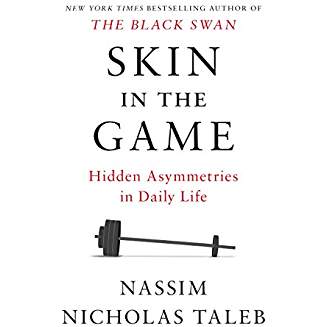 NEW YORK TIMES BESTSELLING AUTHOR OF
THE BLACK SWAN
SKIN
IN THE
GAME
Hidden Asymmetries
in Daily Life
NASSIM
NICHOLAS TALEB